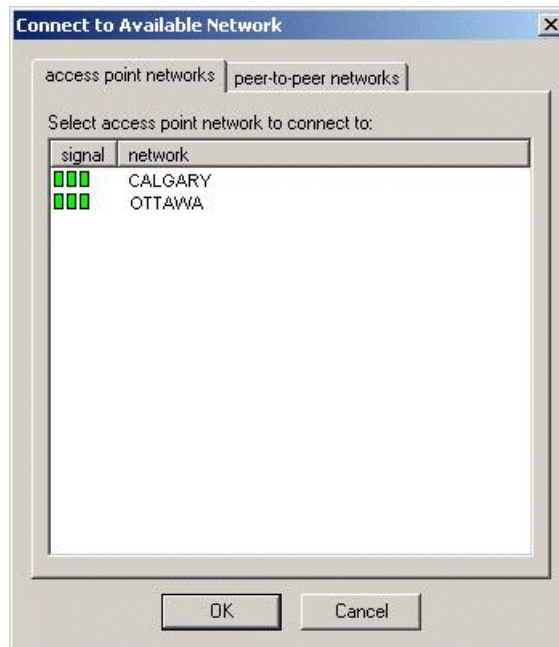 Connect to Available Network
access point networks peer-to-peer networks
Select access point network to connect to:
signal network
CALGARY
OTTAWA
OK Cancel